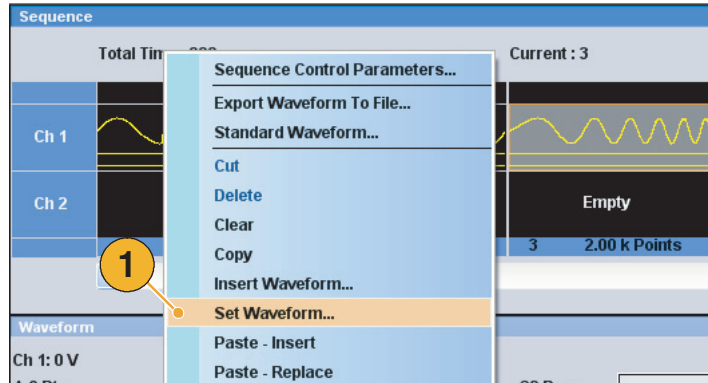 Sequence
Total Tim
Current : 3
Sequence Control Parameters...
Export Waveform To File...
Standard Waveform...
Ch 1
Cut
Delete
Ch 2
Empty
Clear
Copy
3 2.00 k Points
1
Insert Waveform...
Set Waveform...
Waveform
Paste - Insert
Ch 1: 0 V
Paste - Replace